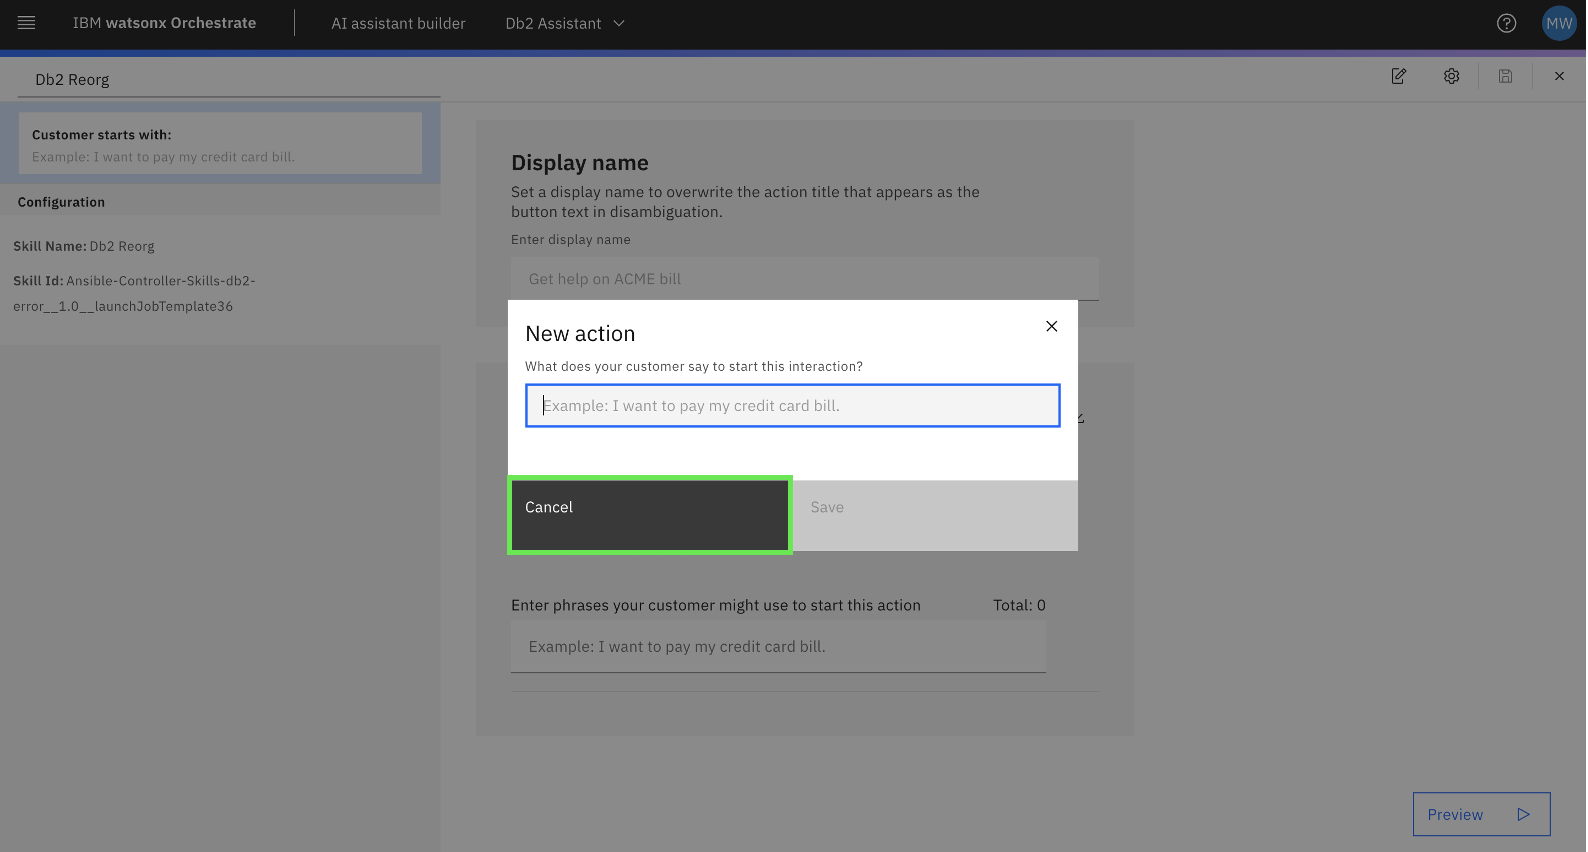 IBM watsonx Orchestrate
AI assistant builder
Db2 Assistant
MW
Db2 Reorg
Customer starts with:
Example: I want to pay my credit card bill.
Configuration
Skill Name: Db2 Reorg
Skill Id: Ansible-Controller-Skills-db2-
error__1.0__launchJobTemplate36
Display name
Set a display name to overwrite the action title that appears as the
button text in disambiguation.
Enter display name
Get help on ACME bill
New action
What does your customer say to start this interaction?
Example: I want to pay my credit card bill.
Cancel
Save
Enter phrases your customer might use to start this action
Total: 0
Example: I want to pay my credit card bill.
Preview